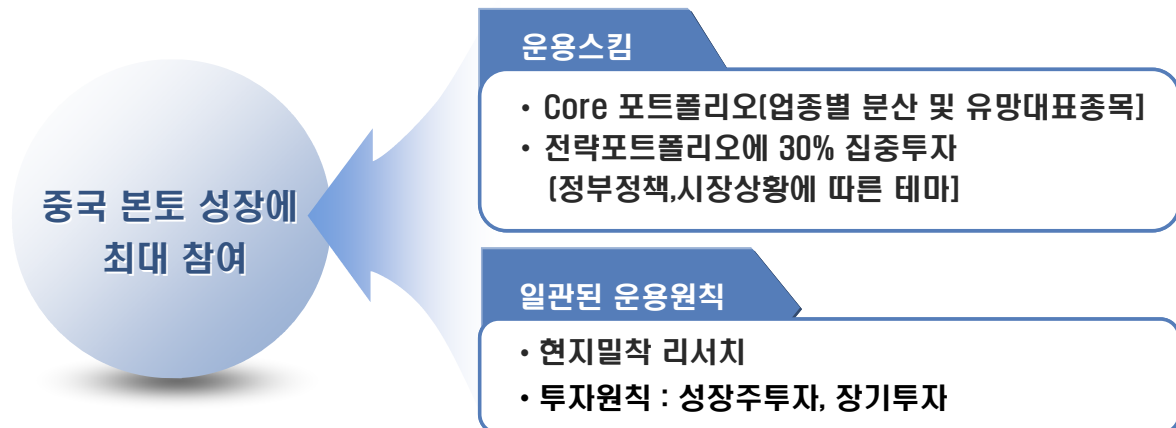 중국 본토 성장에
최대 참여
운용스킴
• Core 포트폴리오[업종별 분산 및 유망대표종목]
• 전략포트폴리오에 30% 집중투자
[정부정책,시장상황에 따른 테마]
일관된 운용원칙
• 현지밀착 리서치
• 투자원칙 : 성장주투자, 장기투자